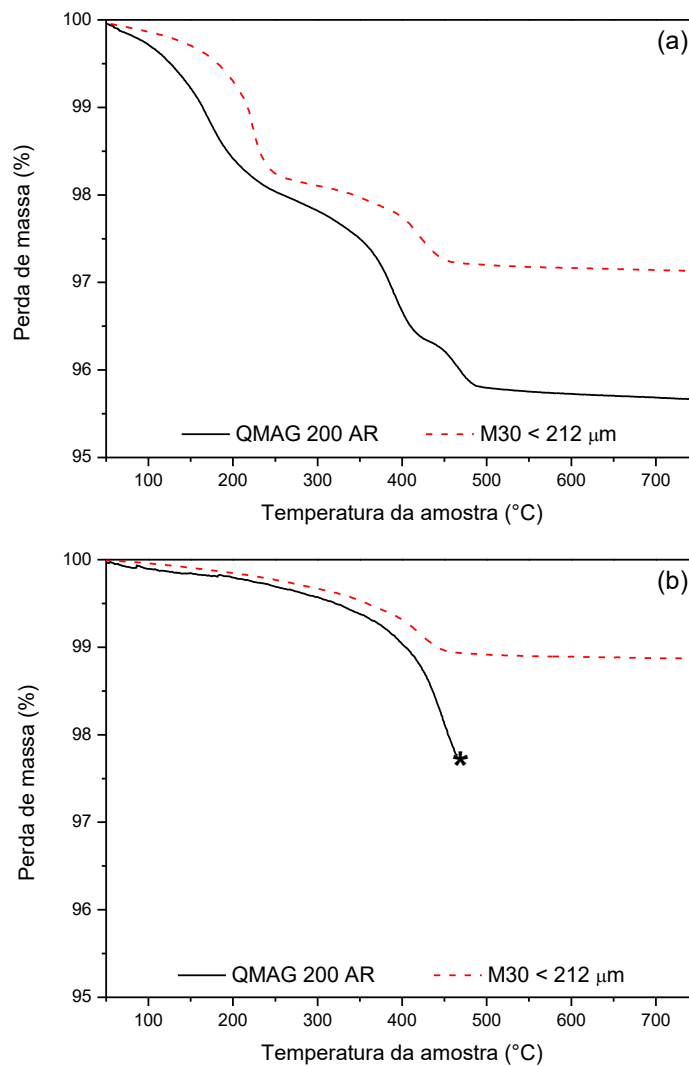 100
99
98
97
96
95
Perda de massa (%)
(a)
QMAG 200 AR
M30 < 212 μm
100 200 300 400 500 600 700
Temperatura da amostra (°C)
100
99
98
97
96
95
Perda de massa (%)
(b)
*
QMAG 200 AR
M30 < 212 μm
100 200 300 400 500 600 700
Temperatura da amostra (°C)